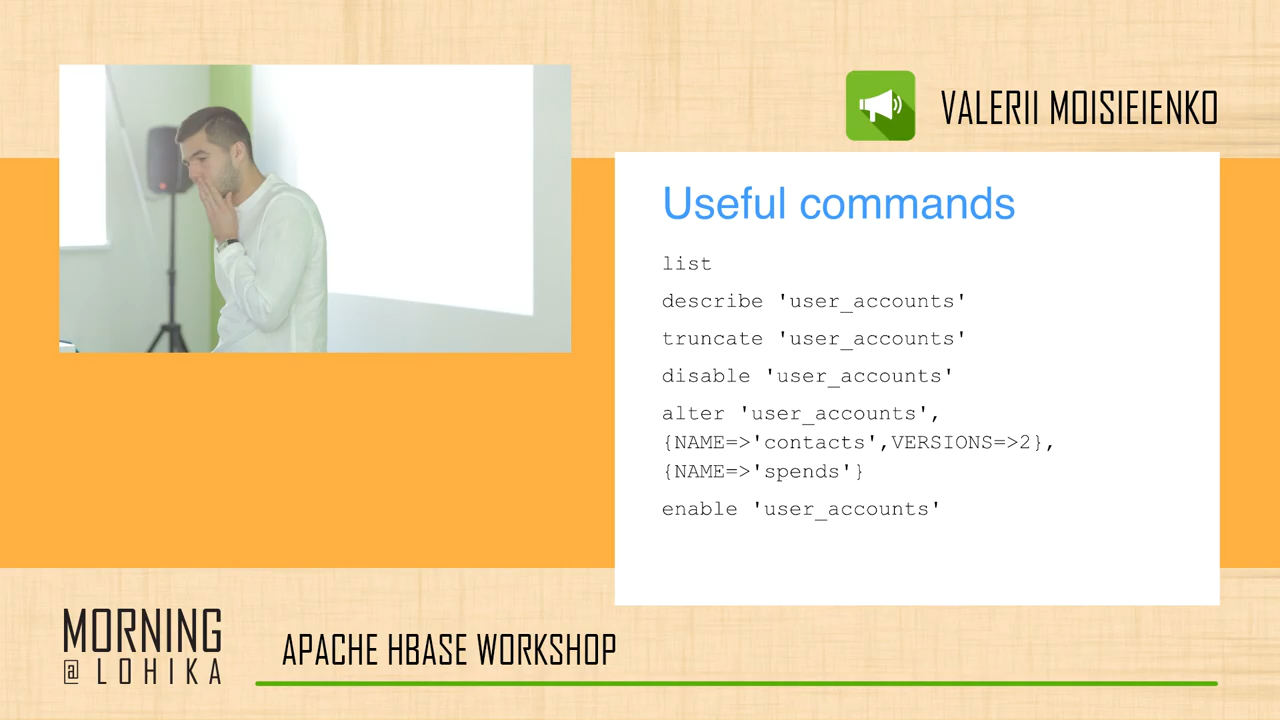 VALERII MOISIEIENKO
Useful commands
list
describe 'user_accounts'
truncate 'user_accounts'
disable 'user_accounts'
alter 'user_accounts',
{NAME=>'contacts',VERSIONS=>2},
{NAME=>'spends'}
enable 'user_accounts'
MORNING
@ LOHIKA
APACHE HBASE WORKSHOP